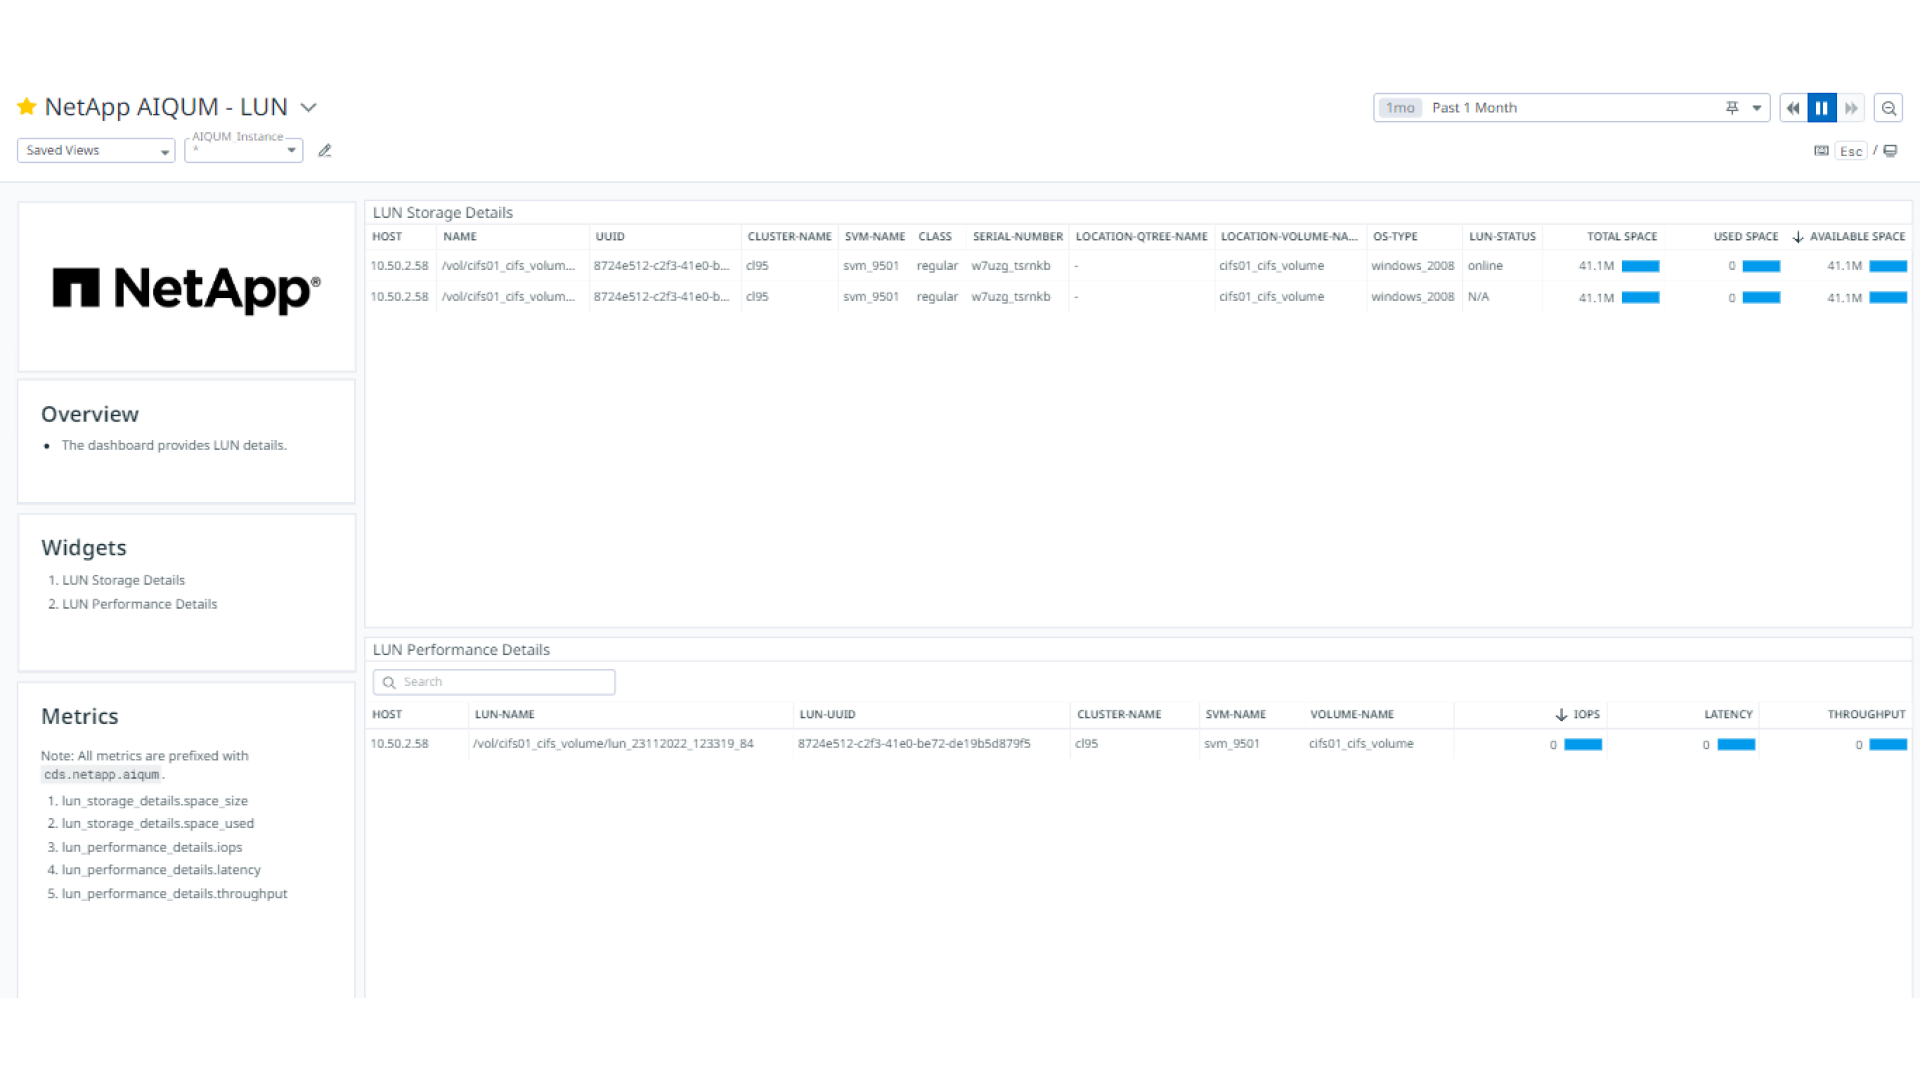 NetApp AIQUM - LUN
1mo Past 1 Month
Saved Views
AIQUM_Instance
*
Esc /
NetApp®
Overview
• The dashboard provides LUN details.
Widgets
1. LUN Storage Details
2. LUN Performance Details
Metrics
Note: All metrics are prefixed with
cds.netapp.aiqum.
1. lun_storage_details.space_size
2. lun_storage_details.space_used
3. lun_performance_details.iops
4. lun_performance_details.latency
5. lun_performance_details.throughput
LUN Storage Details
HOST NAME UUID CLUSTER-NAME SVM-NAME CLASS SERIAL-NUMBER LOCATION-QTREE-NAME LOCATION-VOLUME-NA... OS-TYPE LUN-STATUS TOTAL SPACE USED SPACE ↓ AVAILABLE SPACE
10.50.2.58 /vol/cifs01_cifs_volum... 8724e512-c2f3-41e0-b... cl95 svm_9501 regular w7uzg_tsrnkb - cifs01_cifs_volume windows_2008 online 41.1M 0 41.1M
10.50.2.58 /vol/cifs01_cifs_volum... 8724e512-c2f3-41e0-b... cl95 svm_9501 regular w7uzg_tsrnkb - cifs01_cifs_volume windows_2008 N/A 41.1M 0 41.1M
LUN Performance Details
Search
HOST LUN-NAME LUN-UUID CLUSTER-NAME SVM-NAME VOLUME-NAME ↓ IOPS LATENCY THROUGHPUT
10.50.2.58 /vol/cifs01_cifs_volume/lun_23112022_123319_84 8724e512-c2f3-41e0-be72-de19b5d879f5 cl95 svm_9501 cifs01_cifs_volume 0 0 0